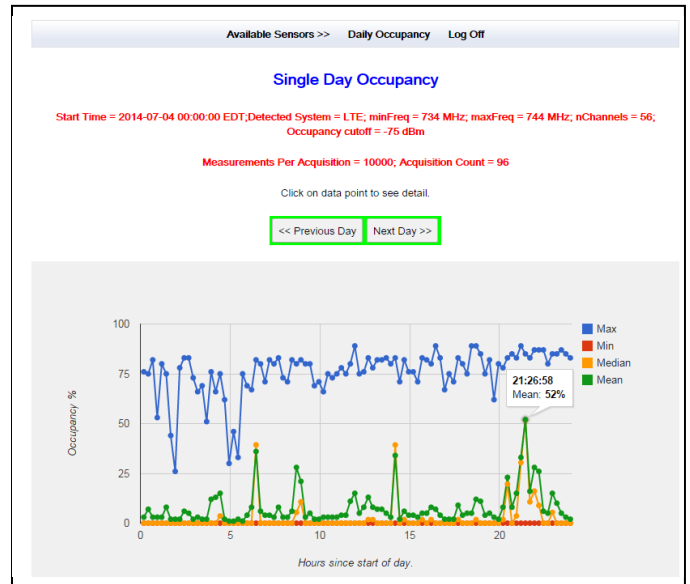 Available Sensors >> Daily Occupancy Log Off
Single Day Occupancy
Start Time = 2014-07-04 00:00:00 EDT;Detected System = LTE; minFreq = 734 MHz; maxFreq = 744 MHz; nChannels = 56;
Occupancy cutoff = -75 dBm
Measurements Per Acquisition = 10000; Acquisition Count = 96
Click on data point to see detail.
<< Previous Day Next Day >>
100
75
50
25
0
Occupancy %
0 5 10 15 20
Hours since start of day.
Max
Min
Median
Mean
21:26:58
Mean: 52%